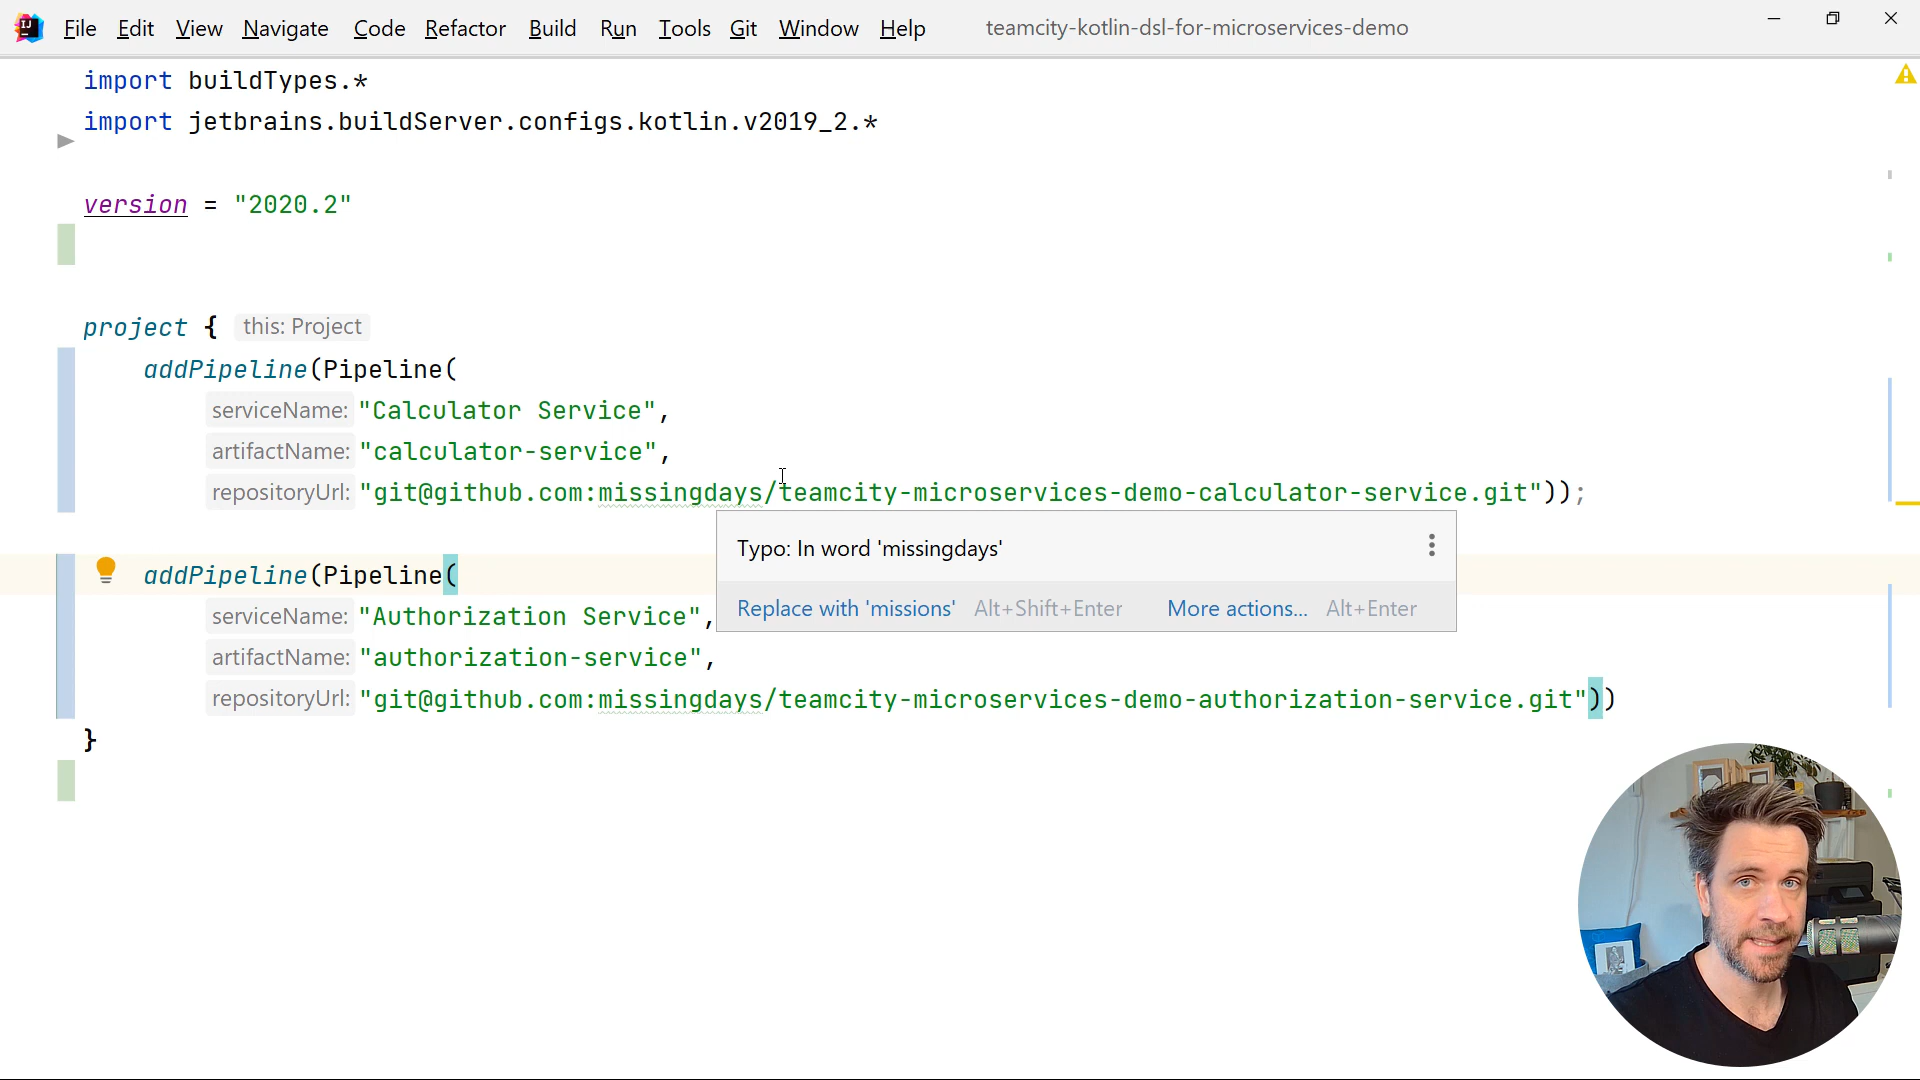 IJ File Edit View Navigate Code Refactor Build Run Tools Git Window Help teamcity-kotlin-dsl-for-microservices-demo
import buildTypes.*
import jetbrains.buildServer.configs.kotlin.v2019_2.*
version = "2020.2"
project { this: Project
addPipeline(Pipeline(
serviceName: "Calculator Service",
artifactName: "calculator-service",
repositoryUrl: "git@github.com:missingdays/teamcity-microservices-demo-calculator-service.git"));
Typo: In word 'missingdays'
Replace with 'missions' Alt+Shift+Enter More actions... Alt+Enter
addPipeline(Pipeline(
serviceName: "Authorization Service",
artifactName: "authorization-service",
repositoryUrl: "git@github.com:missingdays/teamcity-microservices-demo-authorization-service.git"))
}